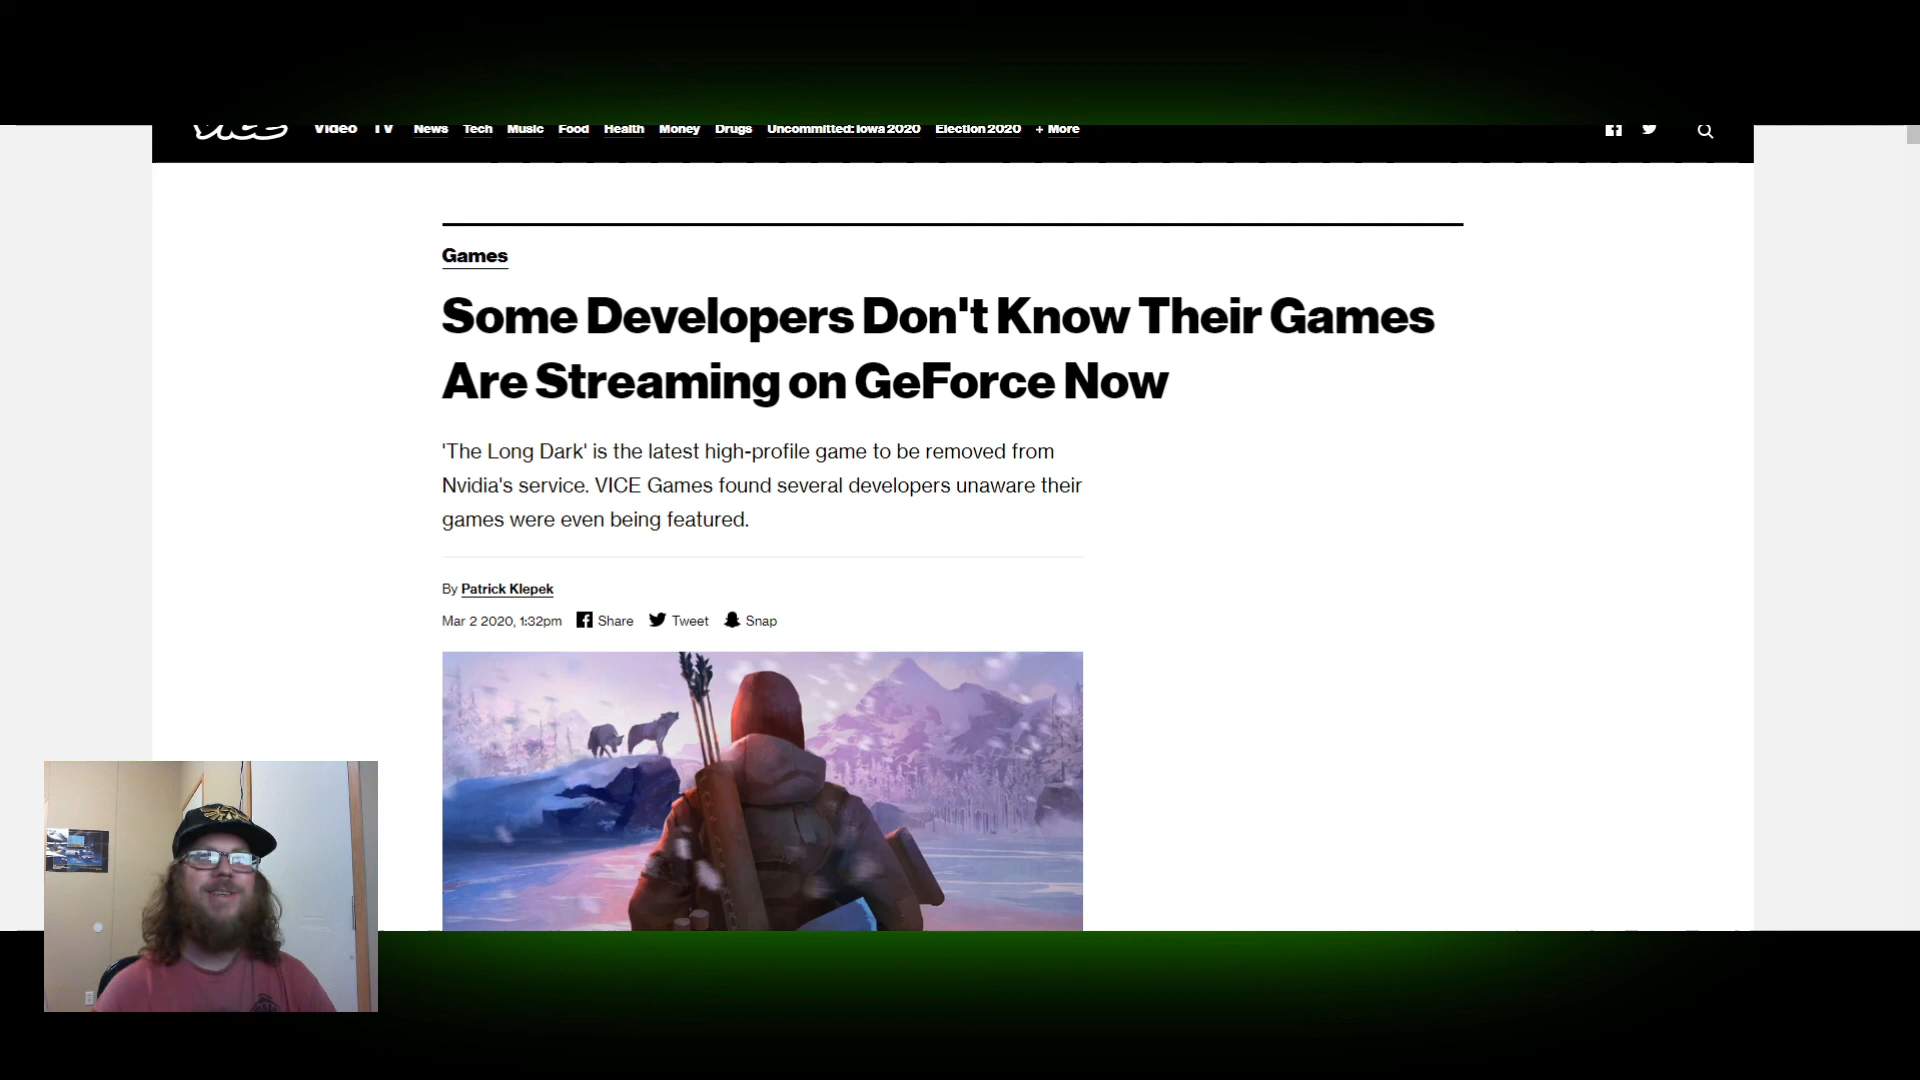 VICE Video TV News Tech Music Food Health Money Drugs Uncommitted: Iowa 2020 Election 2020 + More
Games
Some Developers Don't Know Their Games
Are Streaming on GeForce Now
'The Long Dark' is the latest high-profile game to be removed from
Nvidia's service. VICE Games found several developers unaware their
games were even being featured.
By Patrick Klepek
Mar 2 2020, 1:32pm Share Tweet Snap